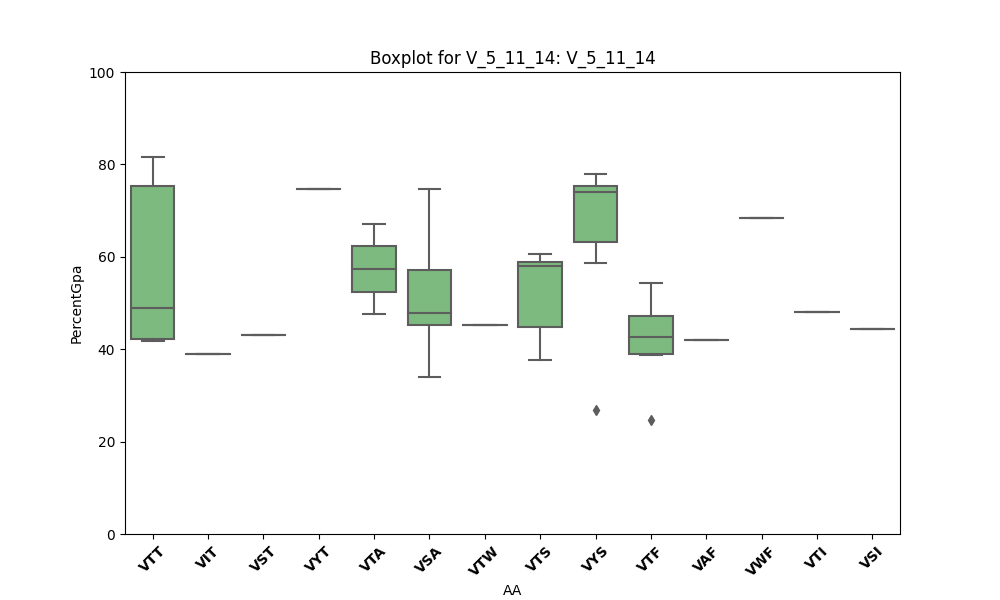 Boxplot for V_5_11_14: V_5_11_14
100
80
60
40
20
0
PercentGpa
VTT VIT VST VYT VTA VSA VTW VTS VYS VTF VAF VWF VTI VSI
AA